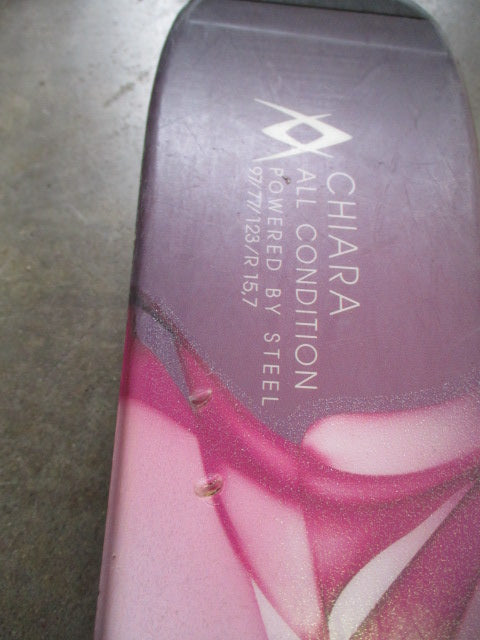 CHIARA
ALL CONDITION
POWERED BY STEEL
97/77/123/R 15,7